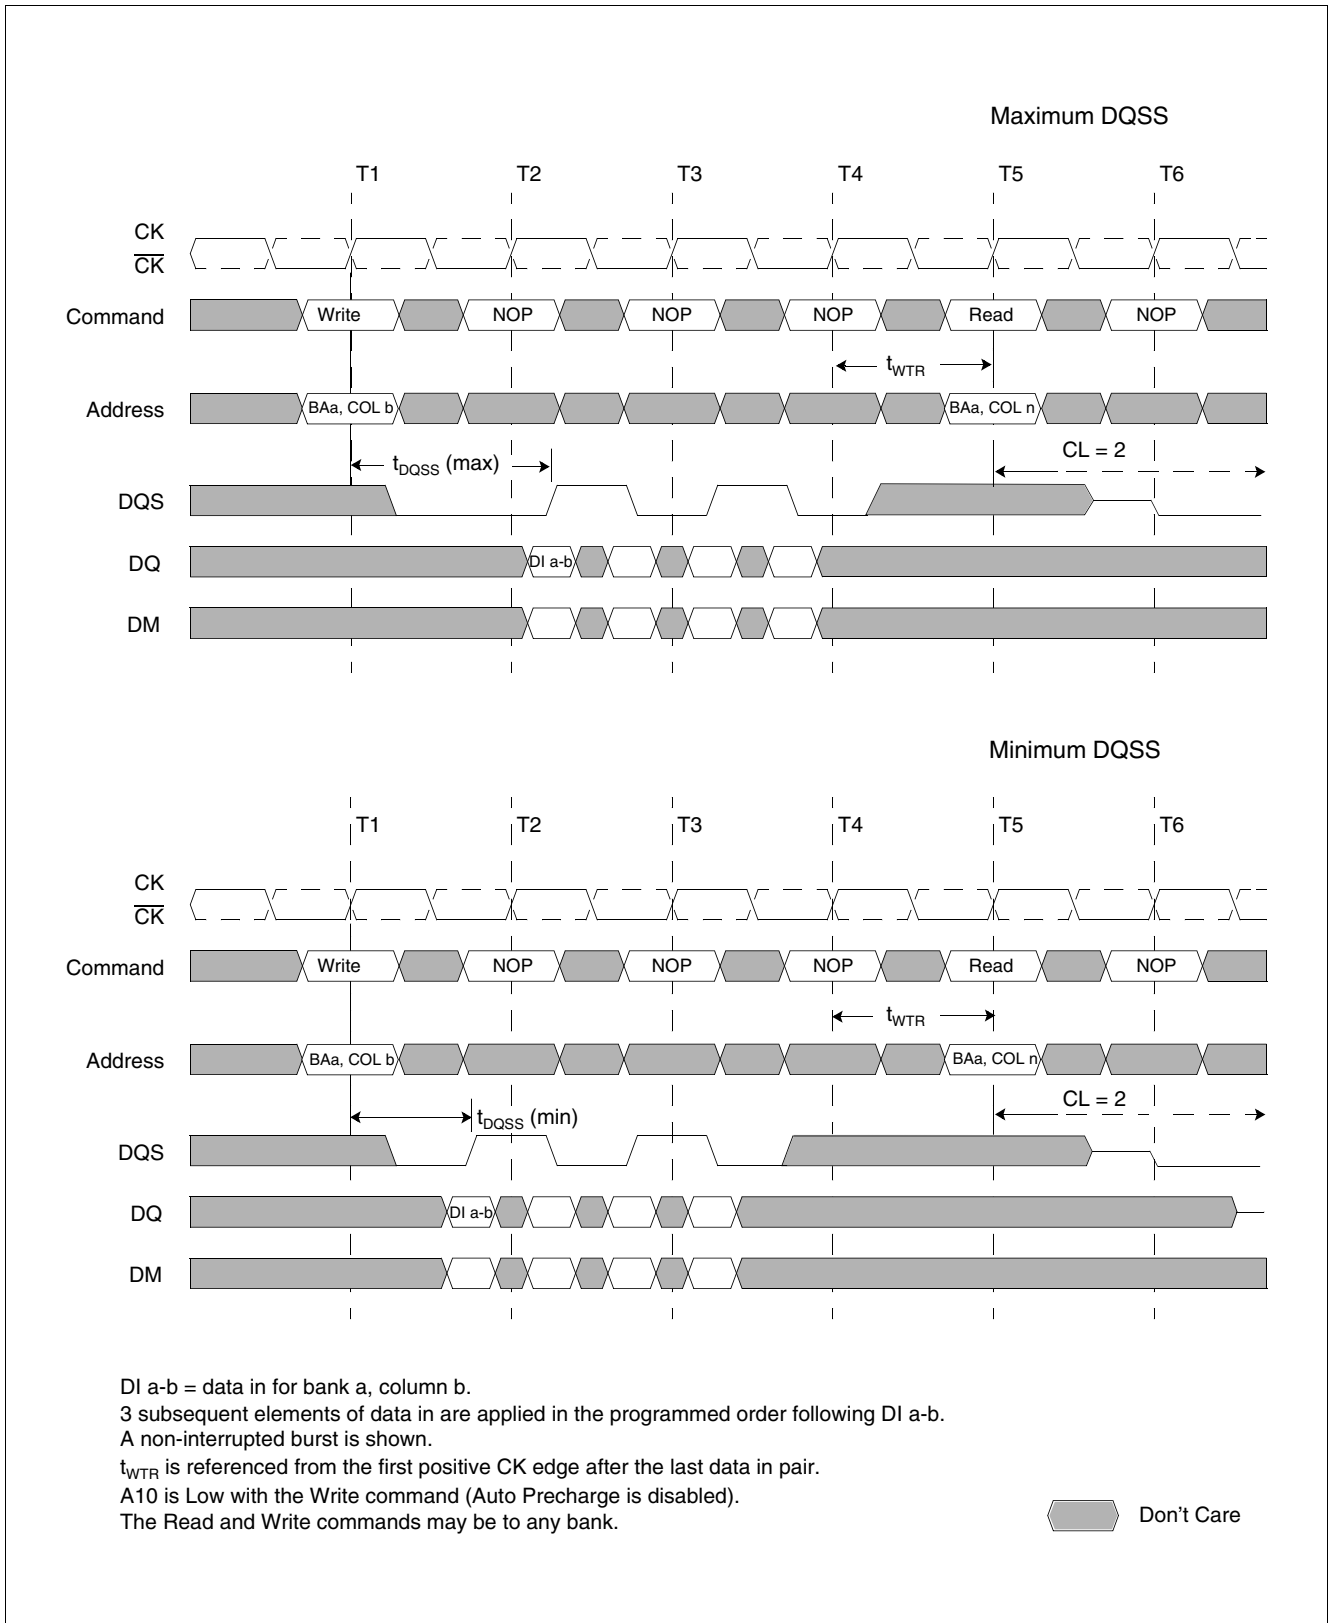 Maximum DQSS
T1 T2 T3 T4 T5 T6
CK
CK
Command Write NOP NOP NOP Read NOP
tWTR
Address BAa, COL b BAa, COL n
tDQSS (max) CL = 2
DQS
DQ DI a-b
DM
Minimum DQSS
T1 T2 T3 T4 T5 T6
CK
CK
Command Write NOP NOP NOP Read NOP
tWTR
Address BAa, COL b BAa, COL n
tDQSS (min) CL = 2
DQS
DQ DI a-b
DM
DI a-b = data in for bank a, column b.
3 subsequent elements of data in are applied in the programmed order following DI a-b.
A non-interrupted burst is shown.
tWTR is referenced from the first positive CK edge after the last data in pair.
A10 is Low with the Write command (Auto Precharge is disabled).
The Read and Write commands may be to any bank.
Don't Care